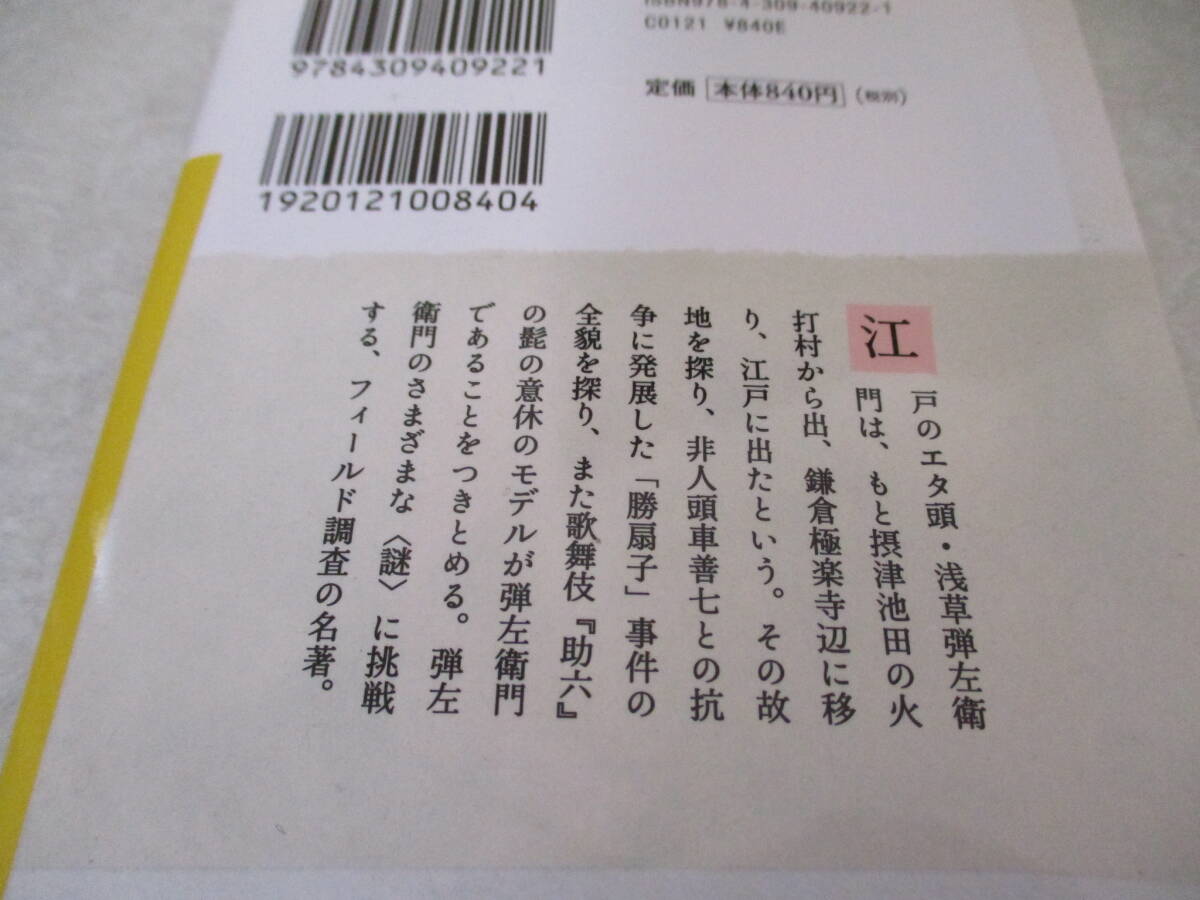 ISBN978-4-309-40922-1
C0121 ¥840E
9784309409221
定価 本体840円 (税別)
1920121008404
江戸のエタ頭・浅草弾左衛
門は、もと摂津池田の火
打村から出、鎌倉極楽寺辺に移
り、江戸に出たという。その故
地を探り、非人頭車善七との抗
争に発展した「勝扇子」事件の
全貌を探り、また歌舞伎『助六』
の髭の意休のモデルが弾左衛門
であることをつきとめる。弾左
衛門のさまざまな〈謎〉に挑戦
する、フィールド調査の名著。